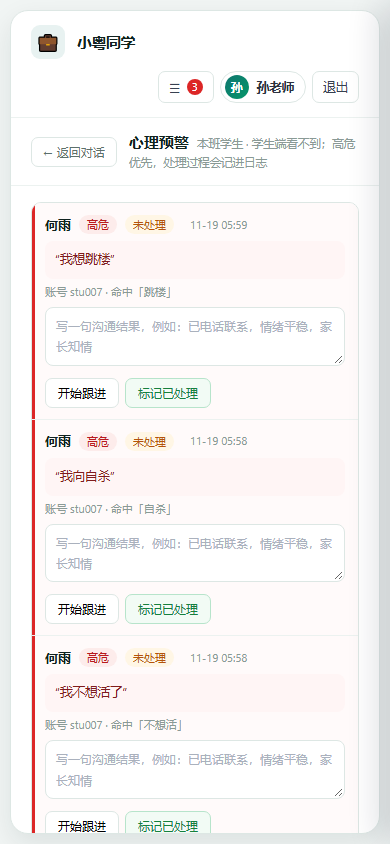 小粤同学
☰ 3 孙 孙老师 退出
← 返回对话 心理预警 本班学生 · 学生端看不到；高危
优先，处理过程会记进日志
何雨 高危 未处理 11-19 05:59
“我想跳楼”
账号 stu007 · 命中「跳楼」
写一句沟通结果，例如：已电话联系，情绪平稳，家
长知情
开始跟进 标记已处理
何雨 高危 未处理 11-19 05:58
“我向自杀”
账号 stu007 · 命中「自杀」
写一句沟通结果，例如：已电话联系，情绪平稳，家
长知情
开始跟进 标记已处理
何雨 高危 未处理 11-19 05:58
“我不想活了”
账号 stu007 · 命中「不想活」
写一句沟通结果，例如：已电话联系，情绪平稳，家
长知情
开始跟进 标记已处理